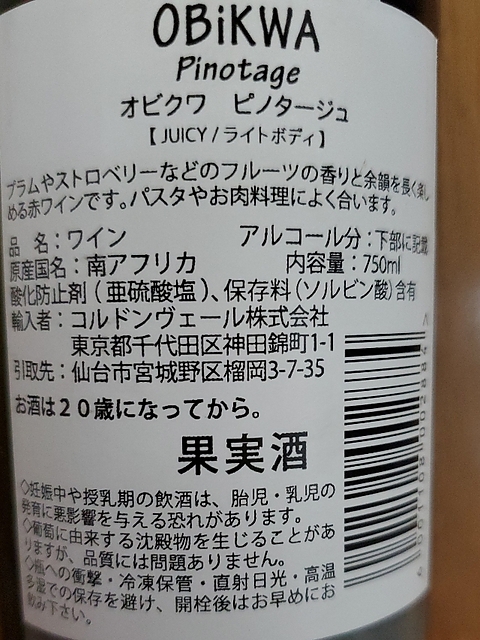 OBiKWA
Pinotage
オビクワ ピノタージュ
【 JUICY / ライトボディ 】
プラムやストロベリーなどのフルーツの香りと余韻を長く楽し
める赤ワインです。パスタやお肉料理によく合います。
品 名：ワイン アルコール分：下部に記載
原産国名：南アフリカ 内容量：750ml
酸化防止剤（亜硫酸塩）、保存料（ソルビン酸）含有
輸入者：コルドンヴェール株式会社
東京都千代田区神田錦町1-1
引取先：仙台市宮城野区榴岡3-7-35
お酒は20歳になってから。
果実酒
◇妊娠中や授乳期の飲酒は、胎児・乳児の
発育に悪影響を与える恐れがあります。
◇葡萄に由来する沈殿物を生じることがあ
りますが、品質には問題ありません。
◇瓶への衝撃・冷凍保管・直射日光・高温
多湿での保存を避け、開栓後はお早めにお
飲み下さい。